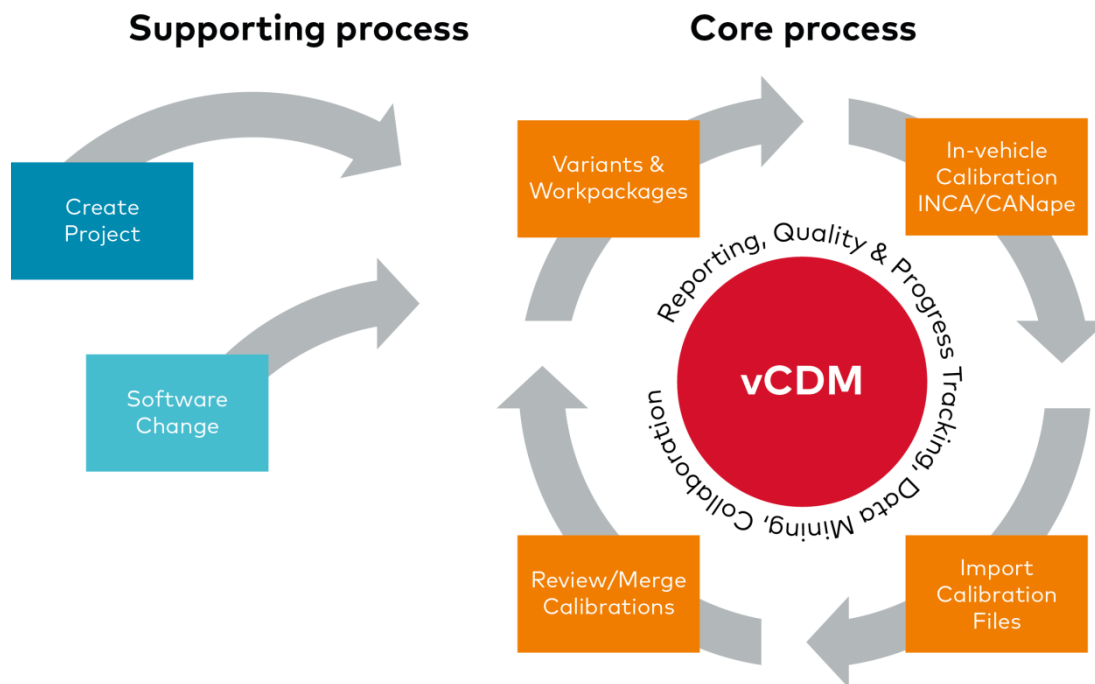 Supporting process
Core process
Create
Project
Software
Change
Variants &
Workpackages
In-vehicle
Calibration
INCA/CANape
Reporting, Quality & Progress Tracking, Data Mining, Collaboration
vCDM
Review/Merge
Calibrations
Import
Calibration
Files